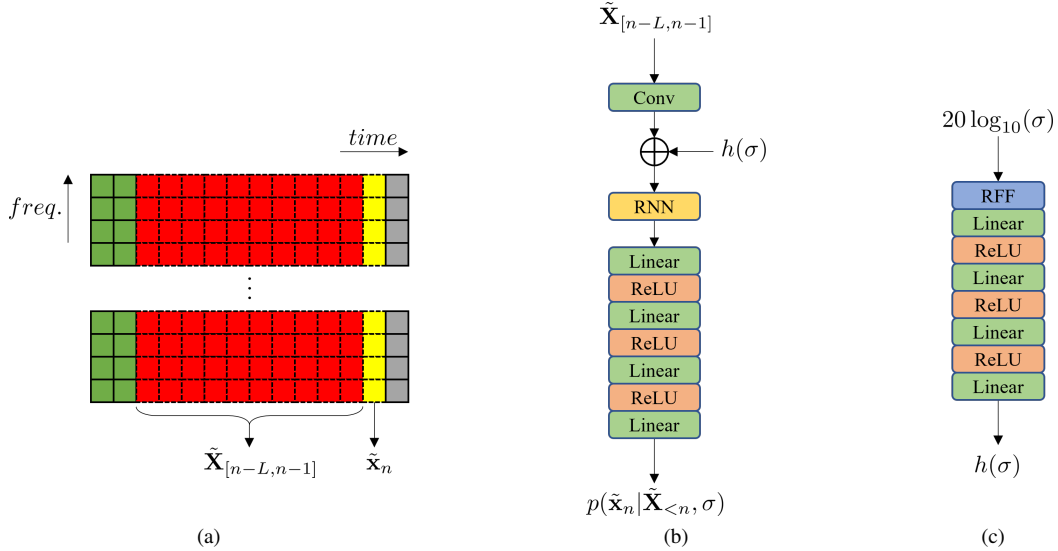 time
freq.
⋮
X̃[n−L,n−1]
x̃n
(a)
X̃[n−L,n−1]
Conv
h(σ)
RNN
Linear
ReLU
Linear
ReLU
Linear
ReLU
Linear
p(x̃n|X̃<n, σ)
(b)
20 log10(σ)
RFF
Linear
ReLU
Linear
ReLU
Linear
ReLU
Linear
h(σ)
(c)